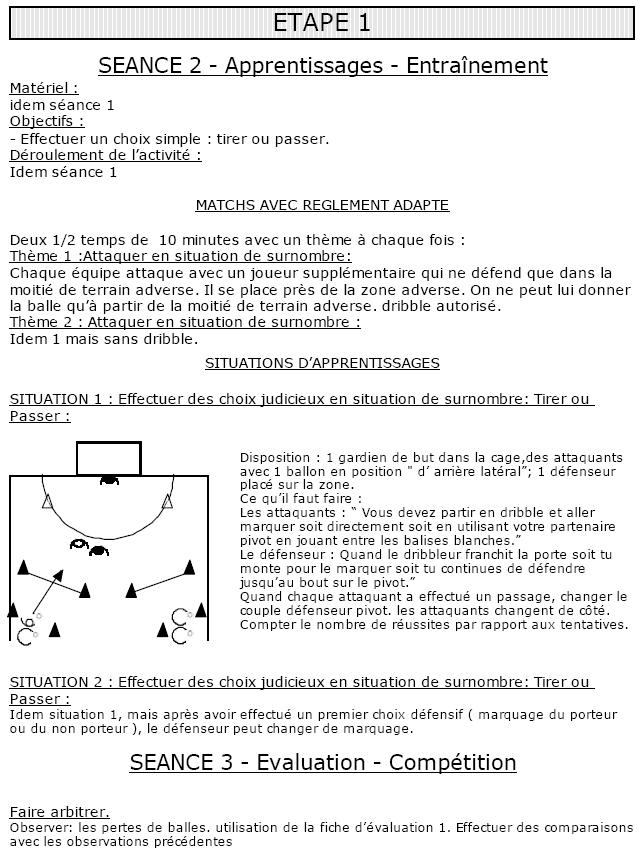 ETAPE 1
SEANCE 2 - Apprentissages - Entraînement
Matériel :
idem séance 1
Objectifs :
- Effectuer un choix simple : tirer ou passer.
Déroulement de l'activité :
Idem séance 1
MATCHS AVEC REGLEMENT ADAPTE
Deux 1/2 temps de 10 minutes avec un thème à chaque fois :
Thème 1 :Attaquer en situation de surnombre:
Chaque équipe attaque avec un joueur supplémentaire qui ne défend que dans la
moitié de terrain adverse. Il se place près de la zone adverse. On ne peut lui donner
la balle qu'à partir de la moitié de terrain adverse. dribble autorisé.
Thème 2 : Attaquer en situation de surnombre :
Idem 1 mais sans dribble.
SITUATIONS D'APPRENTISSAGES
SITUATION 1 : Effectuer des choix judicieux en situation de surnombre: Tirer ou
Passer :
Disposition : 1 gardien de but dans la cage,des attaquants
avec 1 ballon en position " d' arrière latéral”; 1 défenseur
placé sur la zone.
Ce qu'il faut faire :
Les attaquants : “ Vous devez partir en dribble et aller
marquer soit directement soit en utilisant votre partenaire
pivot en jouant entre les balises blanches.”
Le défenseur : Quand le dribbleur franchit la porte soit tu
monte pour le marquer soit tu continues de défendre
jusqu'au bout sur le pivot.”
Quand chaque attaquant a effectué un passage, changer le
couple défenseur pivot. les attaquants changent de côté.
Compter le nombre de réussites par rapport aux tentatives.
SITUATION 2 : Effectuer des choix judicieux en situation de surnombre: Tirer ou
Passer :
Idem situation 1, mais après avoir effectué un premier choix défensif ( marquage du porteur
ou du non porteur ), le défenseur peut changer de marquage.
SEANCE 3 - Evaluation - Compétition
Faire arbitrer.
Observer: les pertes de balles. utilisation de la fiche d'évaluation 1. Effectuer des comparaisons
avec les observations précédentes